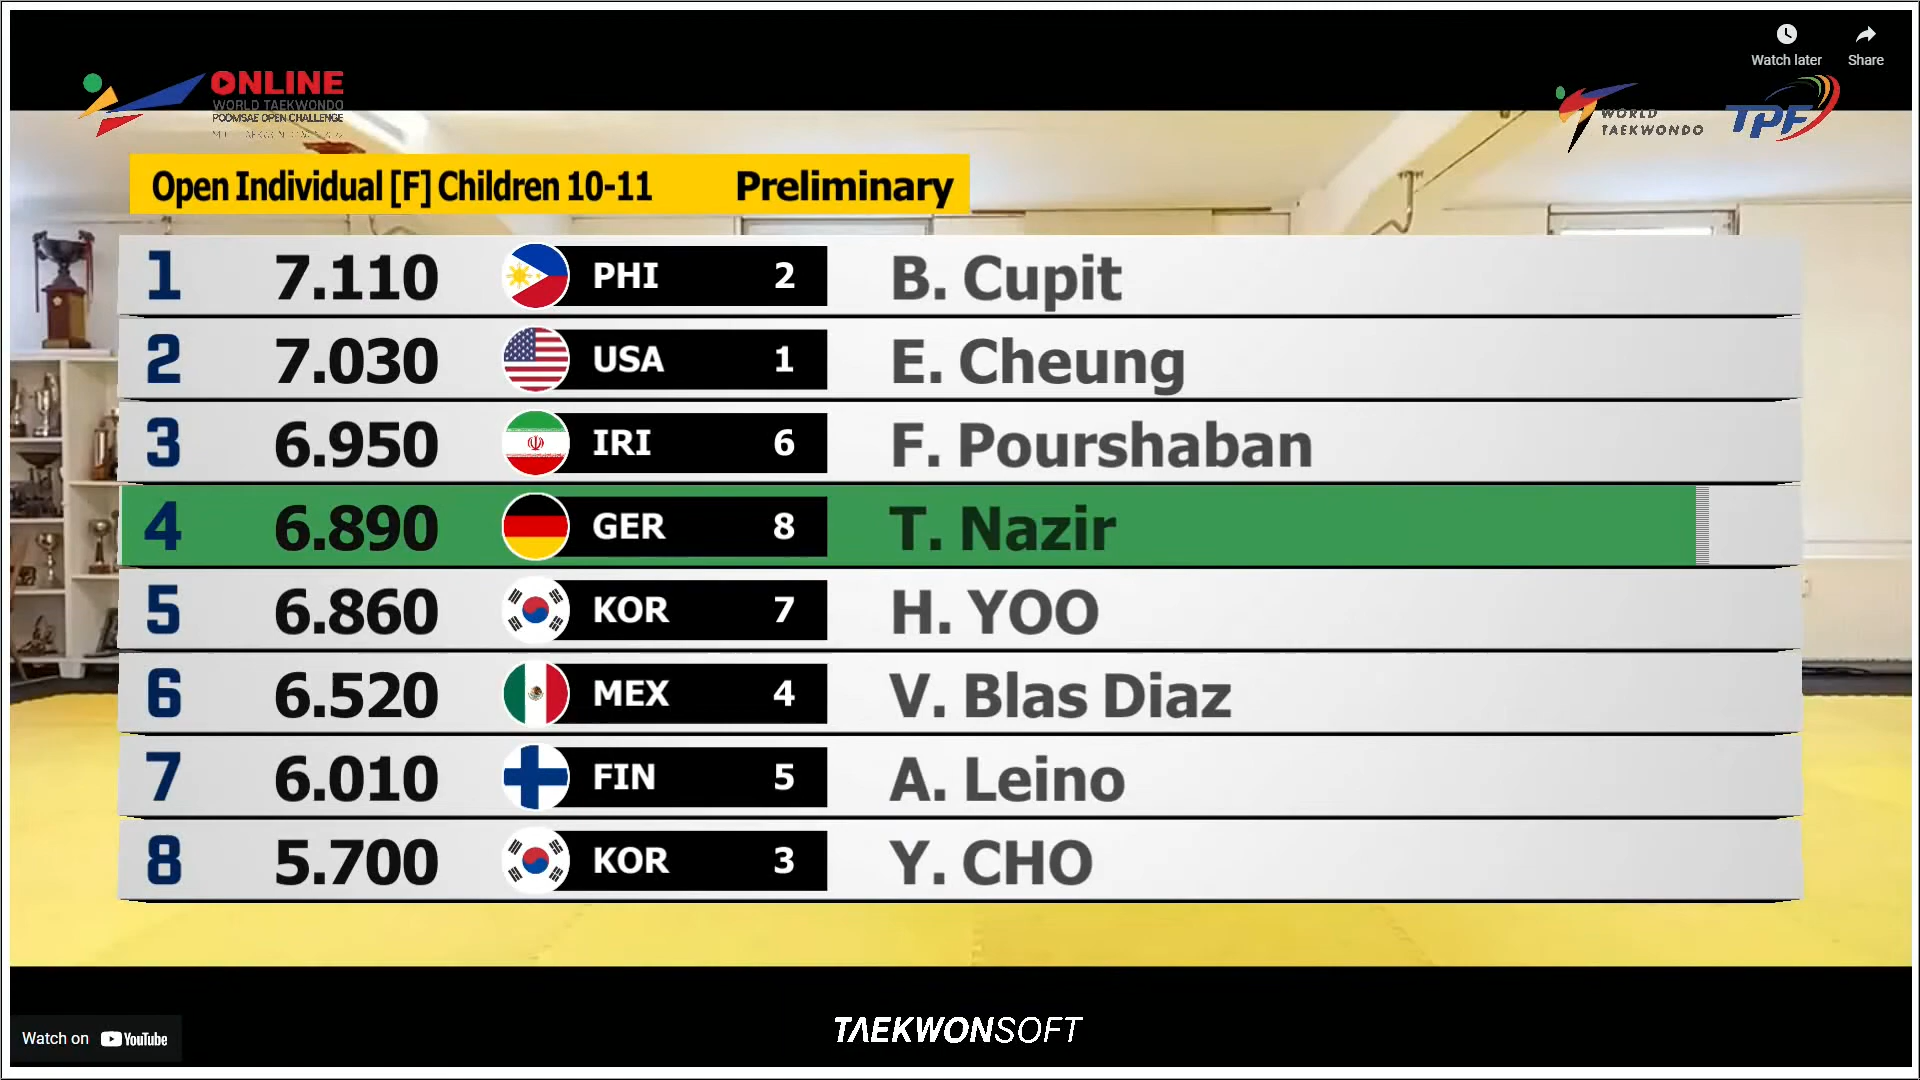 Watch later
Share
ONLINE
WORLD TAEKWONDO
POOMSAE OPEN CHALLENGE
WORLD
TAEKWONDO
TPF
Open Individual [F] Children 10-11 Preliminary
1 7.110 PHI 2 B. Cupit
2 7.030 USA 1 E. Cheung
3 6.950 IRI 6 F. Pourshaban
4 6.890 GER 8 T. Nazir
5 6.860 KOR 7 H. YOO
6 6.520 MEX 4 V. Blas Diaz
7 6.010 FIN 5 A. Leino
8 5.700 KOR 3 Y. CHO
TAEKWONSOFT
Watch on YouTube